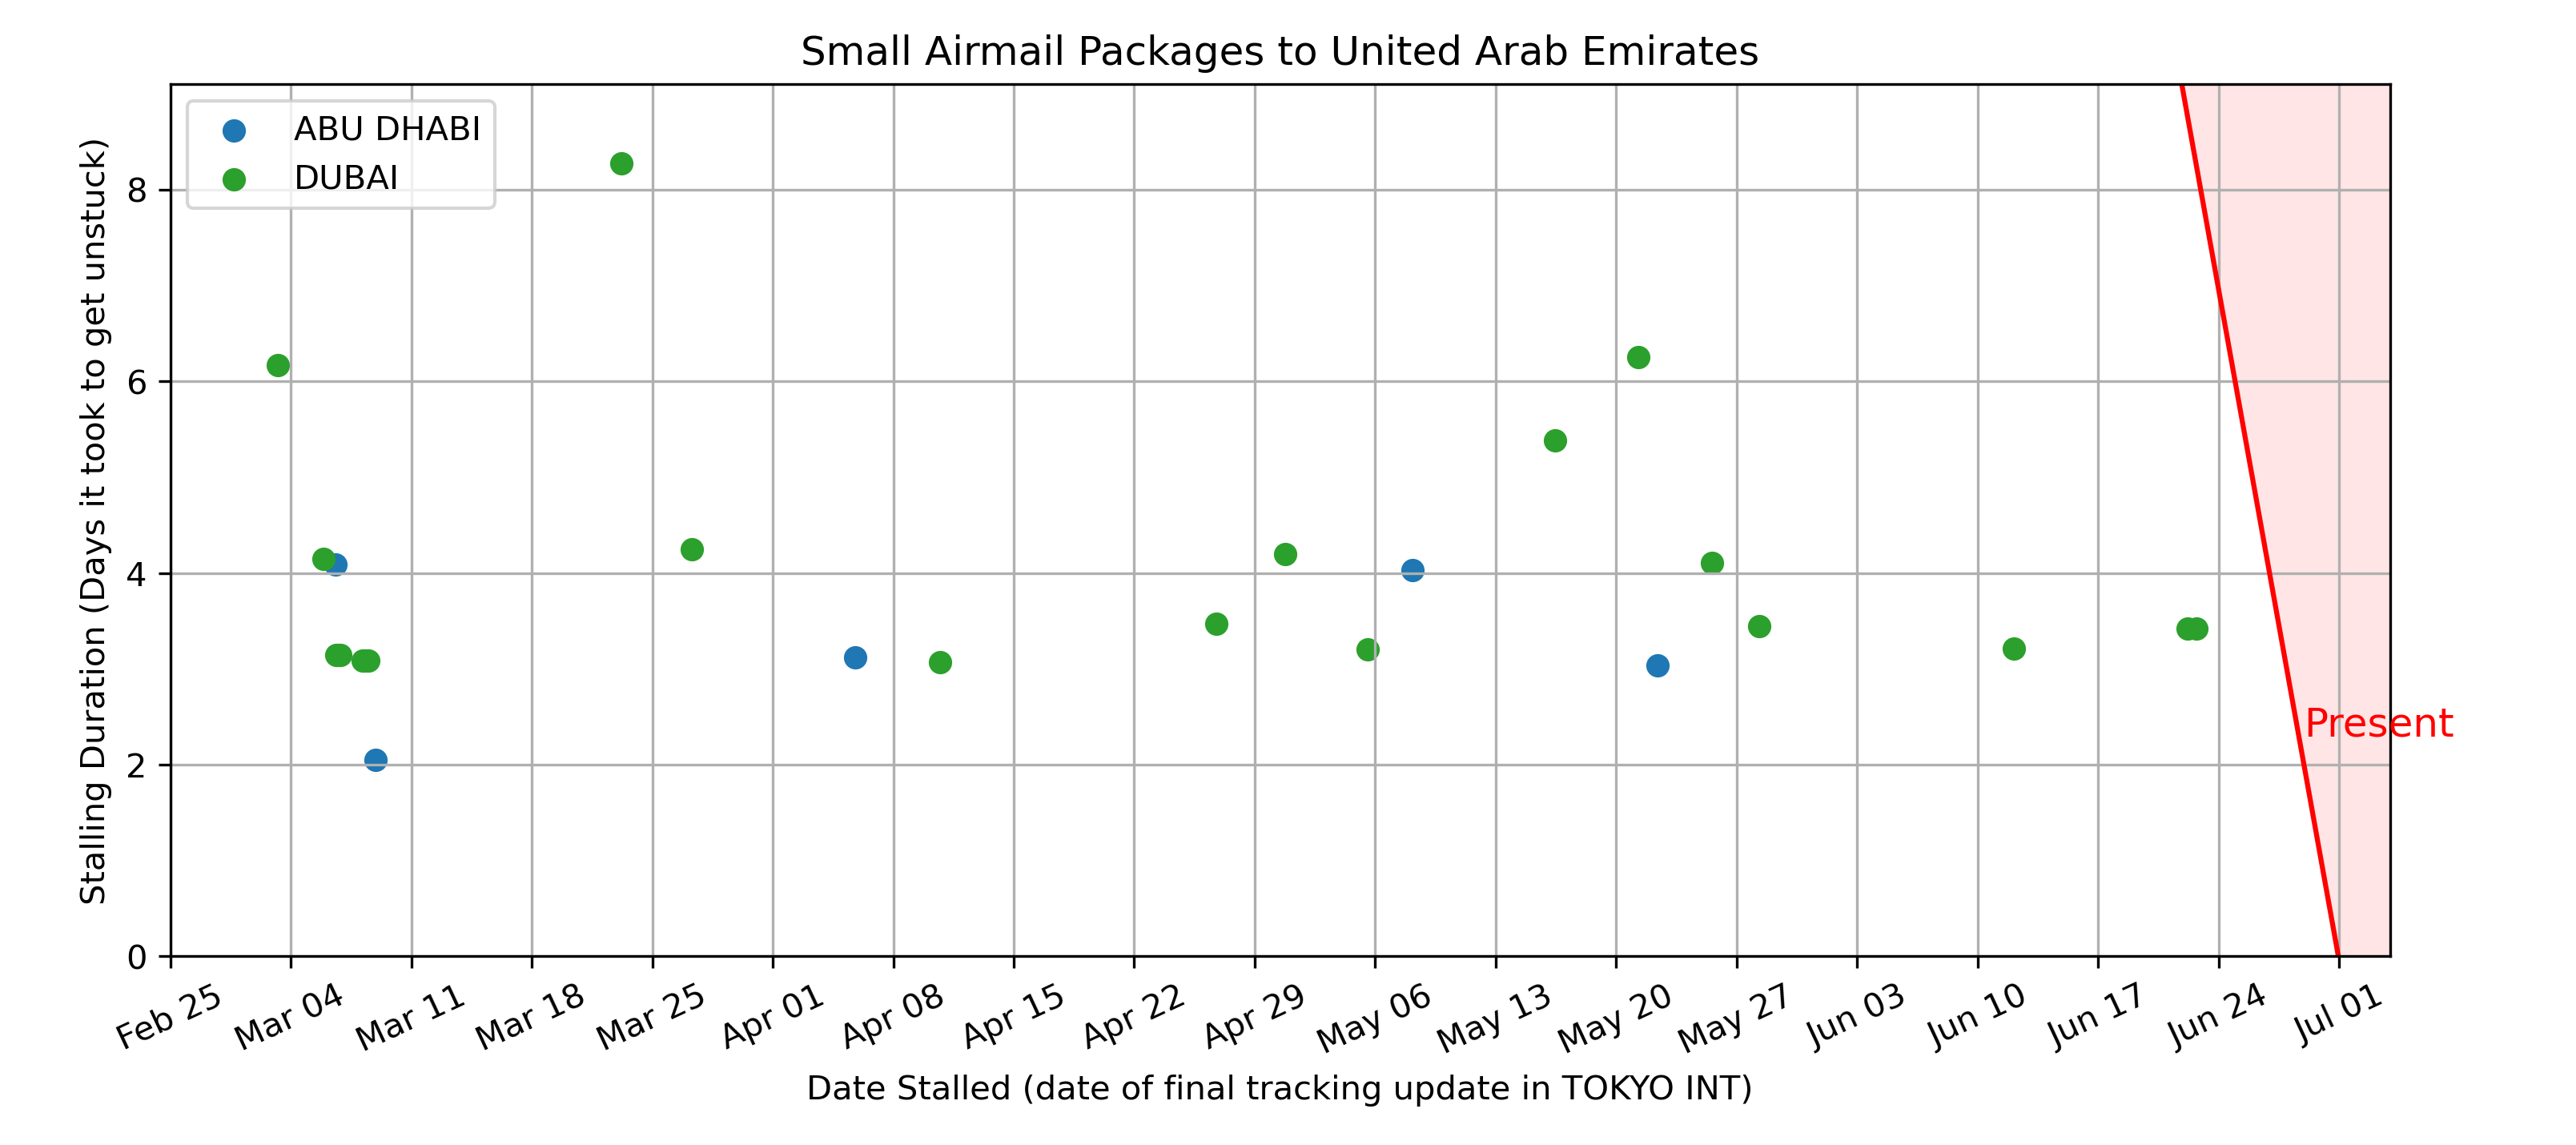 Small Airmail Packages to United Arab Emirates
ABU DHABI
DUBAI
Stalling Duration (Days it took to get unstuck)
8
6
4
2
0
Present
Feb 25
Mar 04
Mar 11
Mar 18
Mar 25
Apr 01
Apr 08
Apr 15
Apr 22
Apr 29
May 06
May 13
May 20
May 27
Jun 03
Jun 10
Jun 17
Jun 24
Jul 01
Date Stalled (date of final tracking update in TOKYO INT)